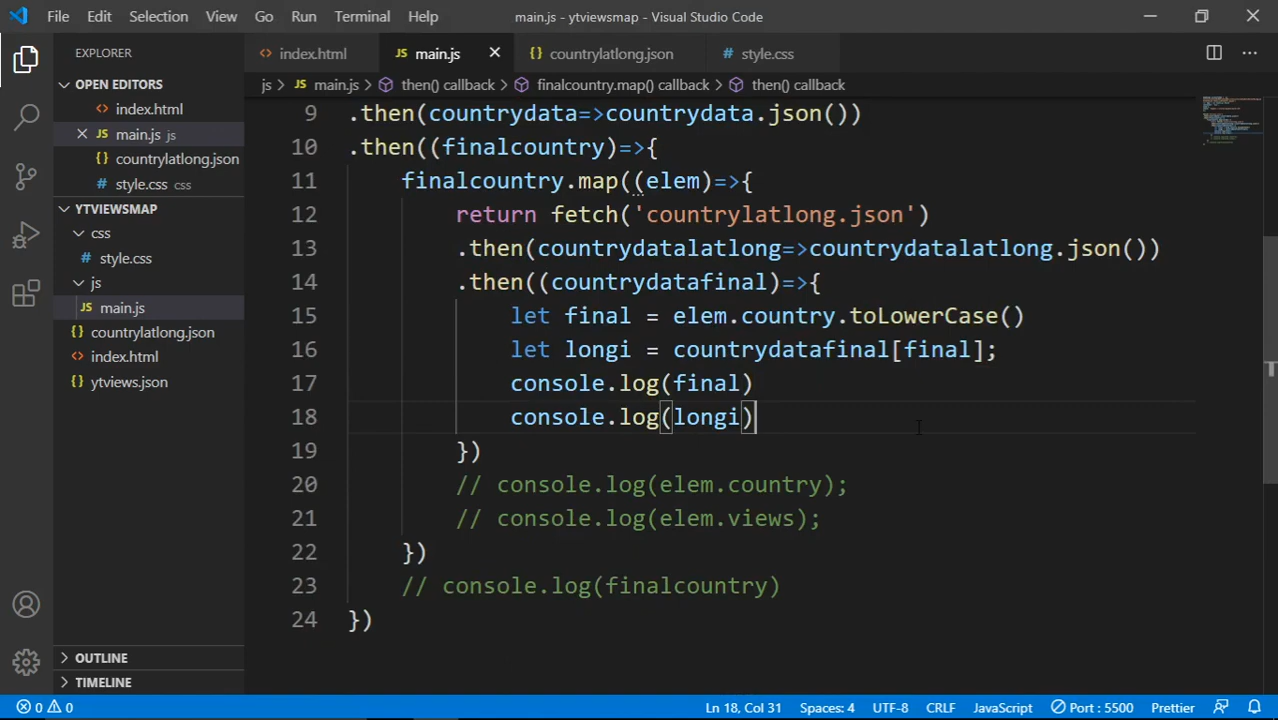 File Edit Selection View Go Run Terminal Help main.js - ytviewsmap - Visual Studio Code
EXPLORER
OPEN EDITORS
index.html
main.js js
countrylatlong.json
style.css css
YTVIEWSMAP
css
style.css
js
main.js
countrylatlong.json
index.html
ytviews.json
OUTLINE
TIMELINE
index.html main.js countrylatlong.json style.css
js > main.js > then() callback > finalcountry.map() callback > then() callback
9 .then(countrydata=>countrydata.json())
10 .then((finalcountry)=>{
11 finalcountry.map((elem)=>{
12 return fetch('countrylatlong.json')
13 .then(countrydatalatlong=>countrydatalatlong.json())
14 .then((countrydatafinal)=>{
15 let final = elem.country.toLowerCase()
16 let longi = countrydatafinal[final];
17 console.log(final)
18 console.log(longi)
19 })
20 // console.log(elem.country);
21 // console.log(elem.views);
22 })
23 // console.log(finalcountry)
24 })
0 0 Ln 18, Col 31 Spaces: 4 UTF-8 CRLF JavaScript Port : 5500 Prettier